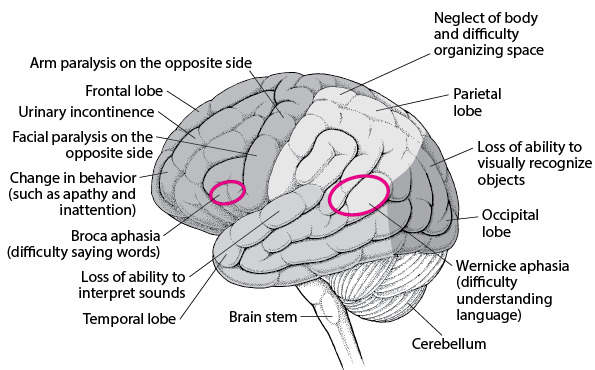 Neglect of body
and difficulty
organizing space
Arm paralysis on the opposite side
Frontal lobe
Parietal
lobe
Urinary incontinence
Facial paralysis on the
opposite side
Loss of ability to
visually recognize
objects
Change in behavior
(such as apathy and
inattention)
Occipital
lobe
Broca aphasia
(difficulty saying words)
Wernicke aphasia
(difficulty
understanding
language)
Loss of ability to
interpret sounds
Temporal lobe
Brain stem
Cerebellum